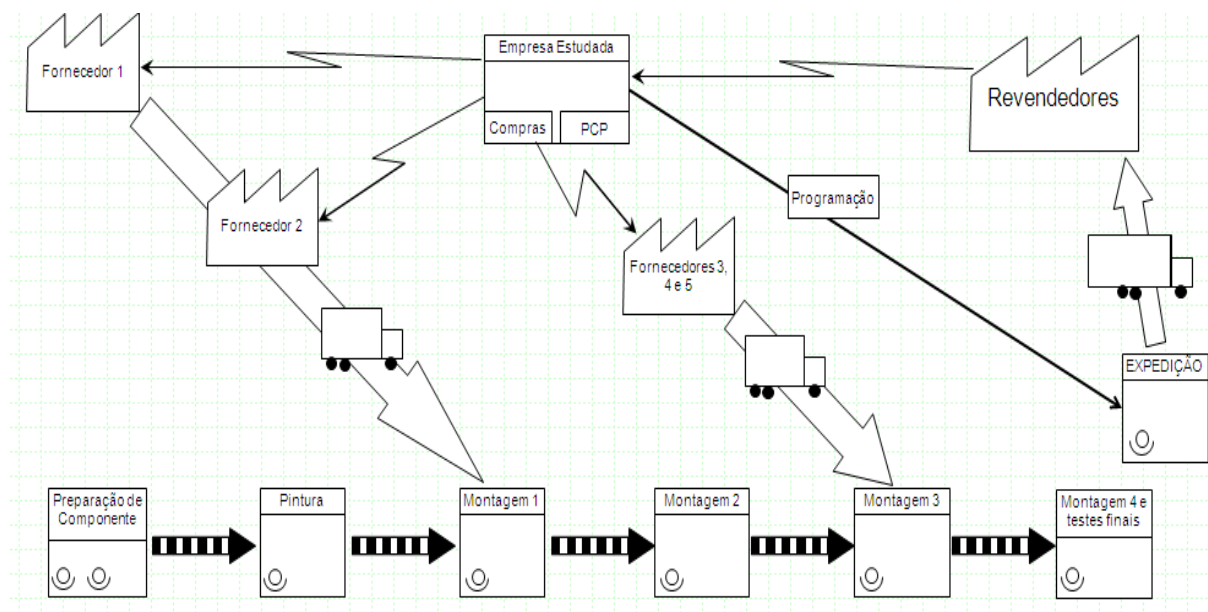 Empresa Estudada
Fornecedor 1
Revendedores
Compras
PCP
Programação
Fornecedor 2
Fornecedores 3,
4 e 5
EXPEDIÇÃO
Preparação de
Componente
Pintura
Montagem 1
Montagem 2
Montagem 3
Montagem 4 e
testes finais